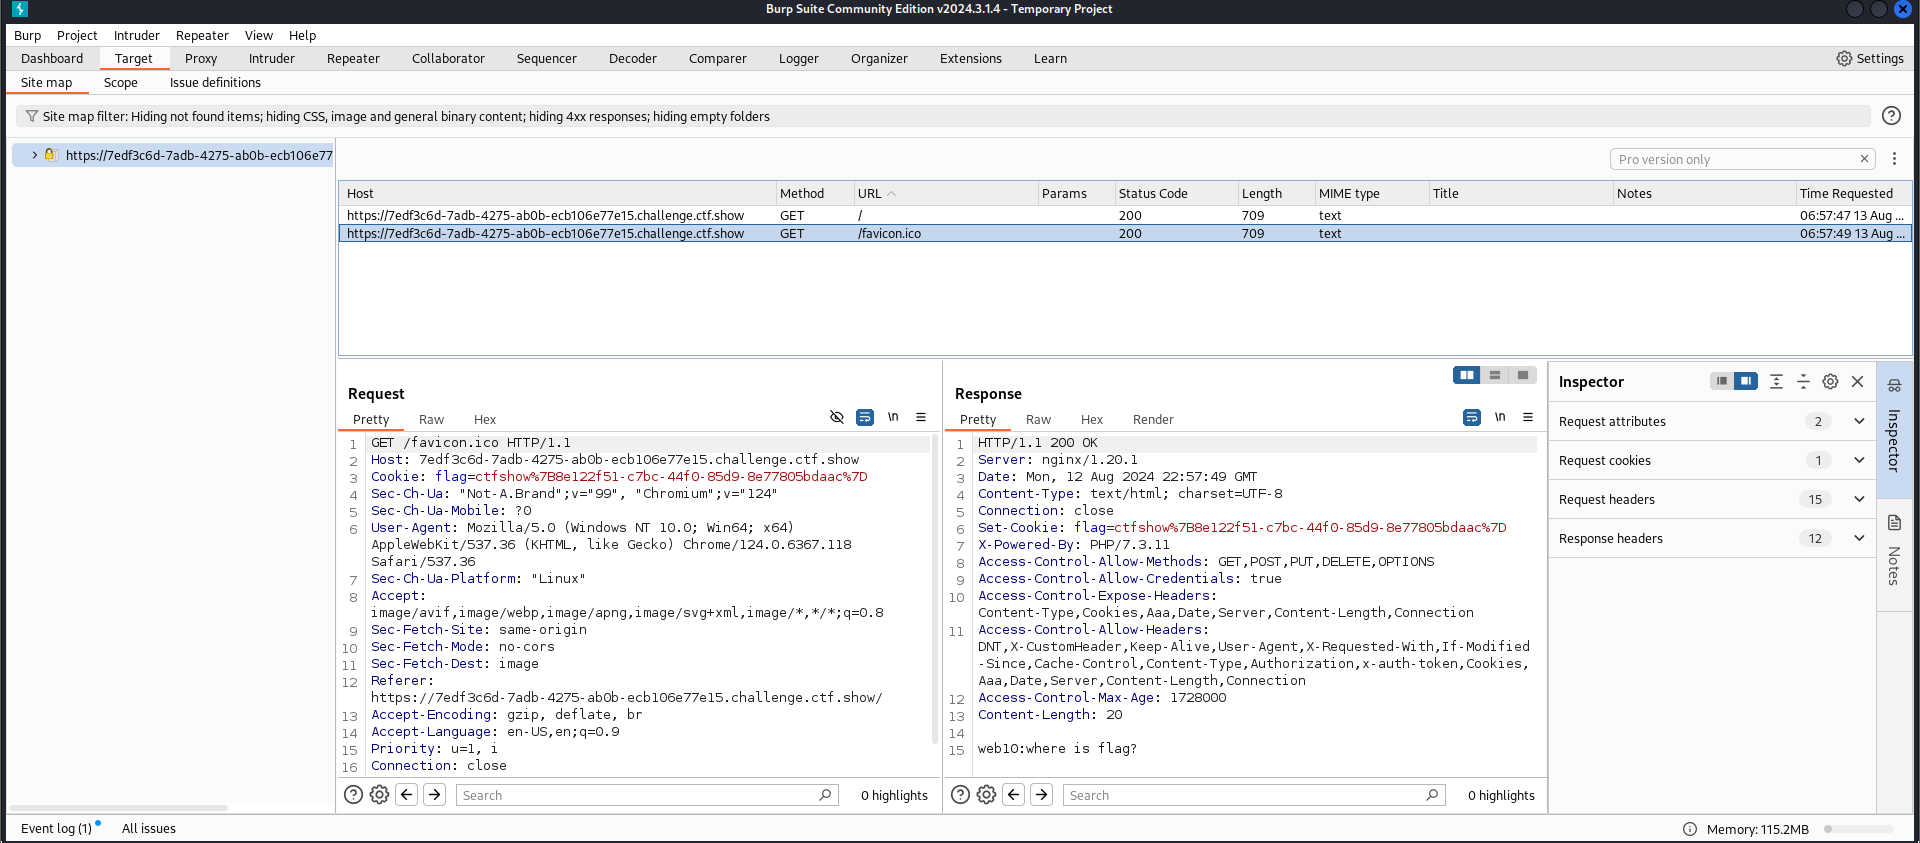 Burp Suite Community Edition v2024.3.1.4 - Temporary Project
Burp Project Intruder Repeater View Help
Dashboard Target Proxy Intruder Repeater Collaborator Sequencer Decoder Comparer Logger Organizer Extensions Learn Settings
Site map Scope Issue definitions
Site map filter: Hiding not found items; hiding CSS, image and general binary content; hiding 4xx responses; hiding empty folders
https://7edf3c6d-7adb-4275-ab0b-ecb106e77
Pro version only
Host Method URL Params Status Code Length MIME type Title Notes Time Requested
https://7edf3c6d-7adb-4275-ab0b-ecb106e77e15.challenge.ctf.show GET / 200 709 text 06:57:47 13 Aug ...
https://7edf3c6d-7adb-4275-ab0b-ecb106e77e15.challenge.ctf.show GET /favicon.ico 200 709 text 06:57:49 13 Aug ...
Request
Pretty Raw Hex \n
1 GET /favicon.ico HTTP/1.1
2 Host: 7edf3c6d-7adb-4275-ab0b-ecb106e77e15.challenge.ctf.show
3 Cookie: flag=ctfshow%7B8e122f51-c7bc-44f0-85d9-8e77805bdaac%7D
4 Sec-Ch-Ua: "Not-A.Brand";v="99", "Chromium";v="124"
5 Sec-Ch-Ua-Mobile: ?0
6 User-Agent: Mozilla/5.0 (Windows NT 10.0; Win64; x64)
AppleWebKit/537.36 (KHTML, like Gecko) Chrome/124.0.6367.118
Safari/537.36
7 Sec-Ch-Ua-Platform: "Linux"
8 Accept:
image/avif,image/webp,image/apng,image/svg+xml,image/*,*/*;q=0.8
9 Sec-Fetch-Site: same-origin
10 Sec-Fetch-Mode: no-cors
11 Sec-Fetch-Dest: image
12 Referer:
https://7edf3c6d-7adb-4275-ab0b-ecb106e77e15.challenge.ctf.show/
13 Accept-Encoding: gzip, deflate, br
14 Accept-Language: en-US,en;q=0.9
15 Priority: u=1, i
16 Connection: close
Search 0 highlights
Response
Pretty Raw Hex Render \n
1 HTTP/1.1 200 OK
2 Server: nginx/1.20.1
3 Date: Mon, 12 Aug 2024 22:57:49 GMT
4 Content-Type: text/html; charset=UTF-8
5 Connection: close
6 Set-Cookie: flag=ctfshow%7B8e122f51-c7bc-44f0-85d9-8e77805bdaac%7D
7 X-Powered-By: PHP/7.3.11
8 Access-Control-Allow-Methods: GET,POST,PUT,DELETE,OPTIONS
9 Access-Control-Allow-Credentials: true
10 Access-Control-Expose-Headers:
Content-Type,Cookies,Aaa,Date,Server,Content-Length,Connection
11 Access-Control-Allow-Headers:
DNT,X-CustomHeader,Keep-Alive,User-Agent,X-Requested-With,If-Modified
-Since,Cache-Control,Content-Type,Authorization,x-auth-token,Cookies,
Aaa,Date,Server,Content-Length,Connection
12 Access-Control-Max-Age: 1728000
13 Content-Length: 20
14
15 web10:where is flag?
Search 0 highlights
Inspector
Request attributes 2
Request cookies 1
Request headers 15
Response headers 12
Inspector
Notes
Event log (1) All issues Memory: 115.2MB